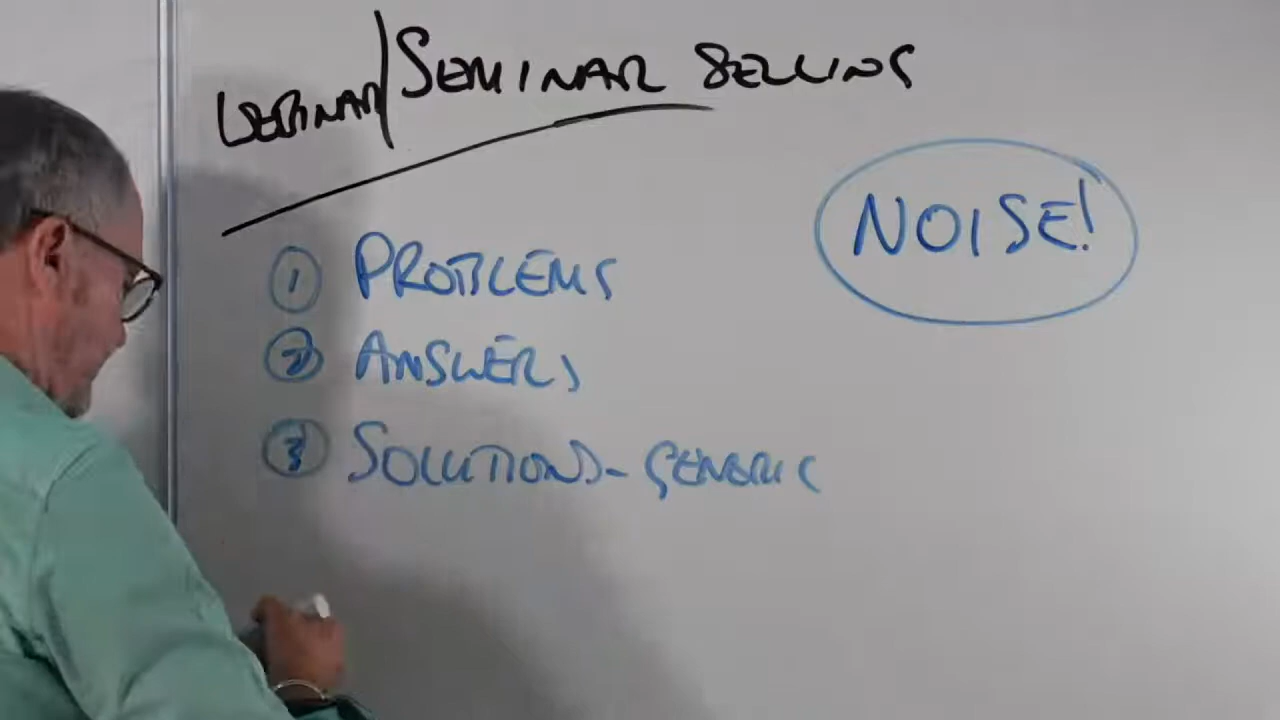 WEBINAR/SEMINAR SELLING
NOISE!
1 PROBLEMS
2 ANSWERS
3 SOLUTIONS - GENERIC